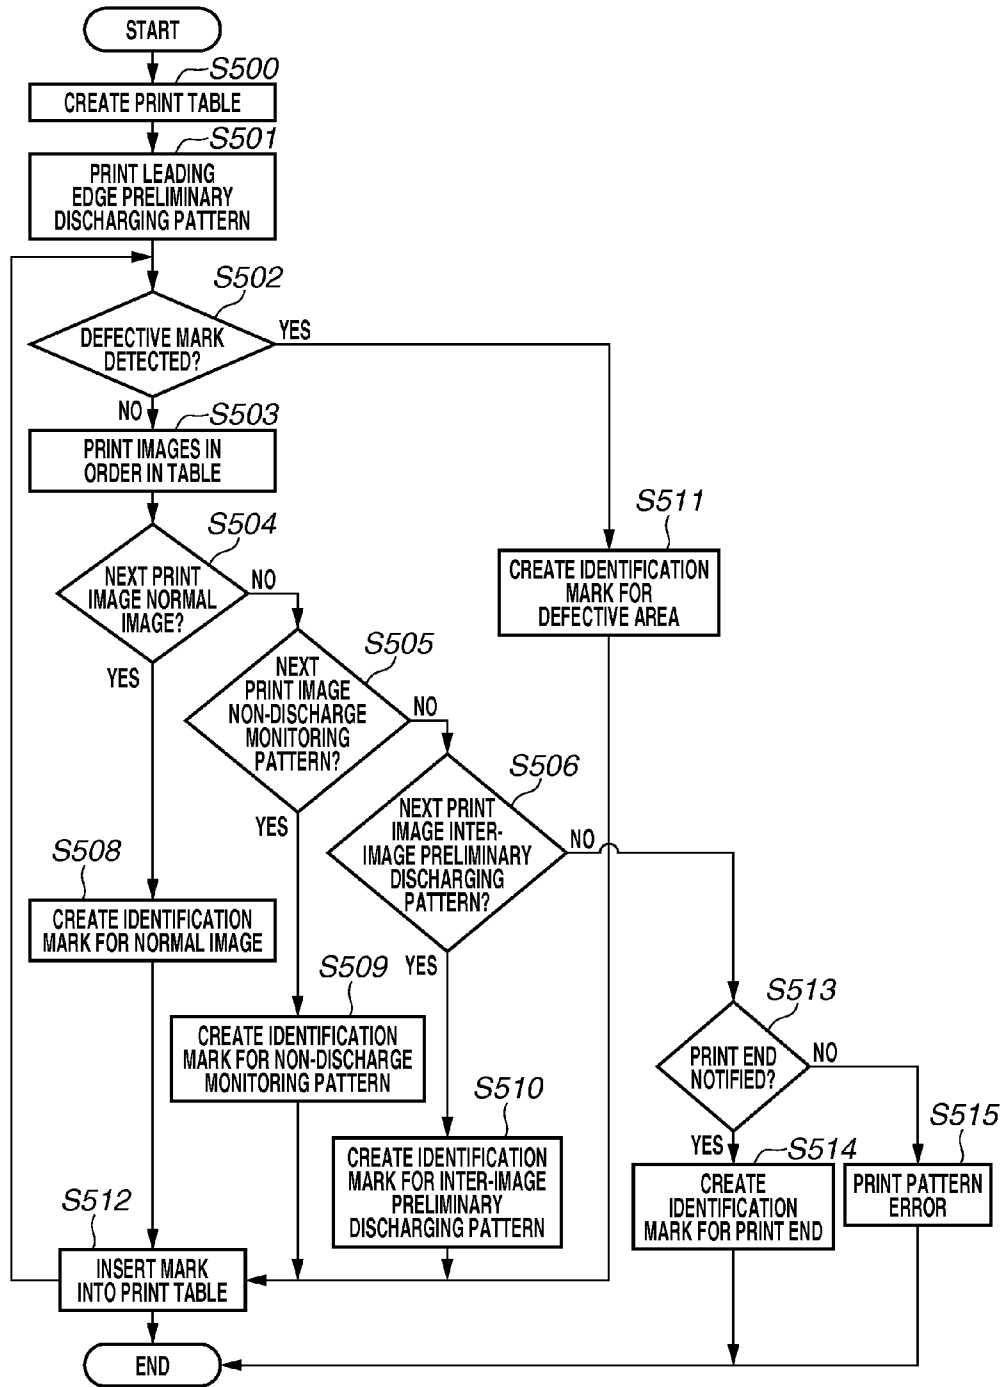 START
S500
CREATE PRINT TABLE
S501
PRINT LEADING
EDGE PRELIMINARY
DISCHARGING PATTERN
S502
DEFECTIVE MARK
DETECTED?
YES
NO
S503
PRINT IMAGES IN
ORDER IN TABLE
S504
NEXT PRINT
IMAGE NORMAL
IMAGE?
NO
YES
S511
CREATE IDENTIFICATION
MARK FOR
DEFECTIVE AREA
S505
NEXT
PRINT IMAGE
NON-DISCHARGE
MONITORING
PATTERN?
NO
YES
S506
NEXT PRINT
IMAGE INTER-
IMAGE PRELIMINARY
DISCHARGING
PATTERN?
NO
YES
S508
CREATE IDENTIFICATION
MARK FOR NORMAL IMAGE
S509
CREATE IDENTIFICATION
MARK FOR NON-DISCHARGE
MONITORING PATTERN
S510
CREATE IDENTIFICATION
MARK FOR INTER-IMAGE
PRELIMINARY
DISCHARGING PATTERN
S513
PRINT END
NOTIFIED?
NO
YES
S514
CREATE
IDENTIFICATION
MARK FOR PRINT END
S515
PRINT PATTERN
ERROR
S512
INSERT MARK
INTO PRINT TABLE
END